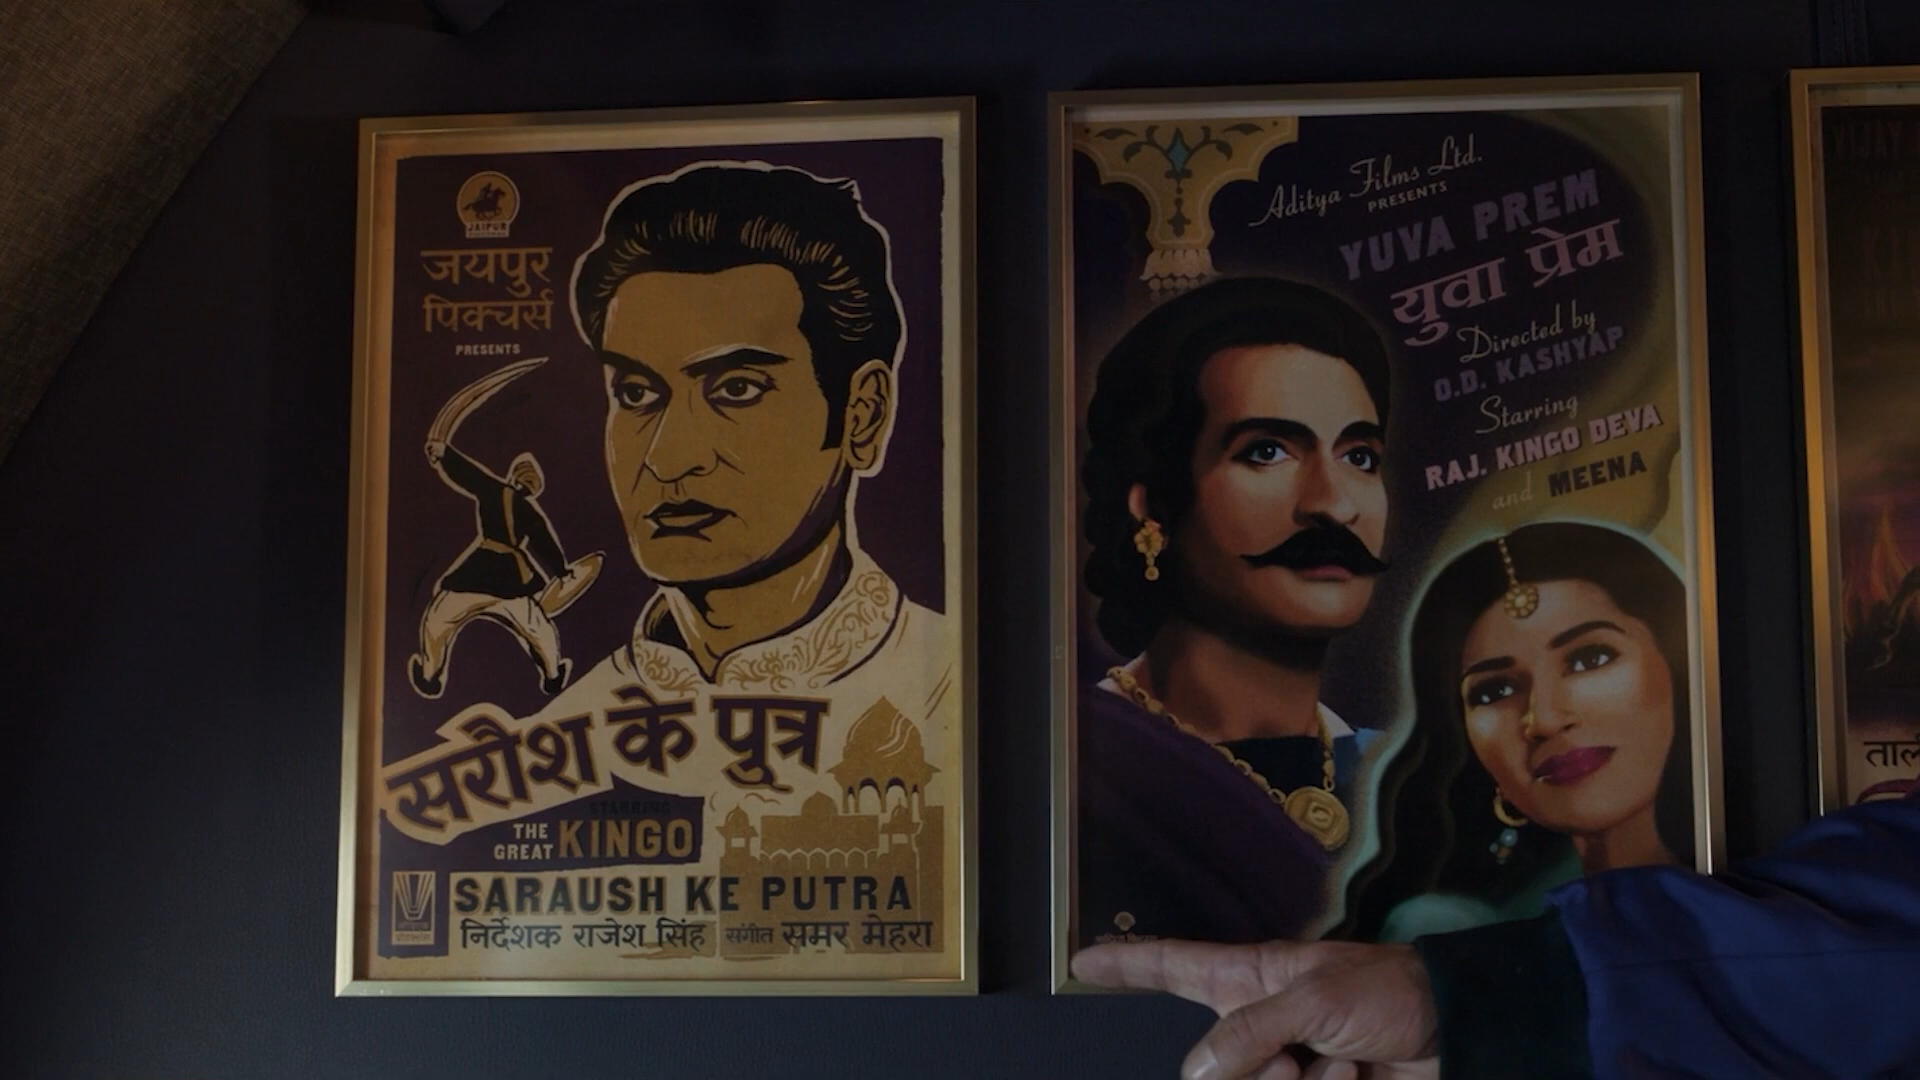 JAIPUR
जयपुर
पिक्चर्स
PRESENTS
सरौश के पुत्र
STARRING
THE GREAT KINGO
SARAUSH KE PUTRA
निर्देशक राजेश सिंह संगीत समर मेहरा
Aditya Films Ltd.
PRESENTS
YUVA PREM
युवा प्रेम
Directed by
O.D. KASHYAP
Starring
RAJ. KINGO DEVA
and MEENA